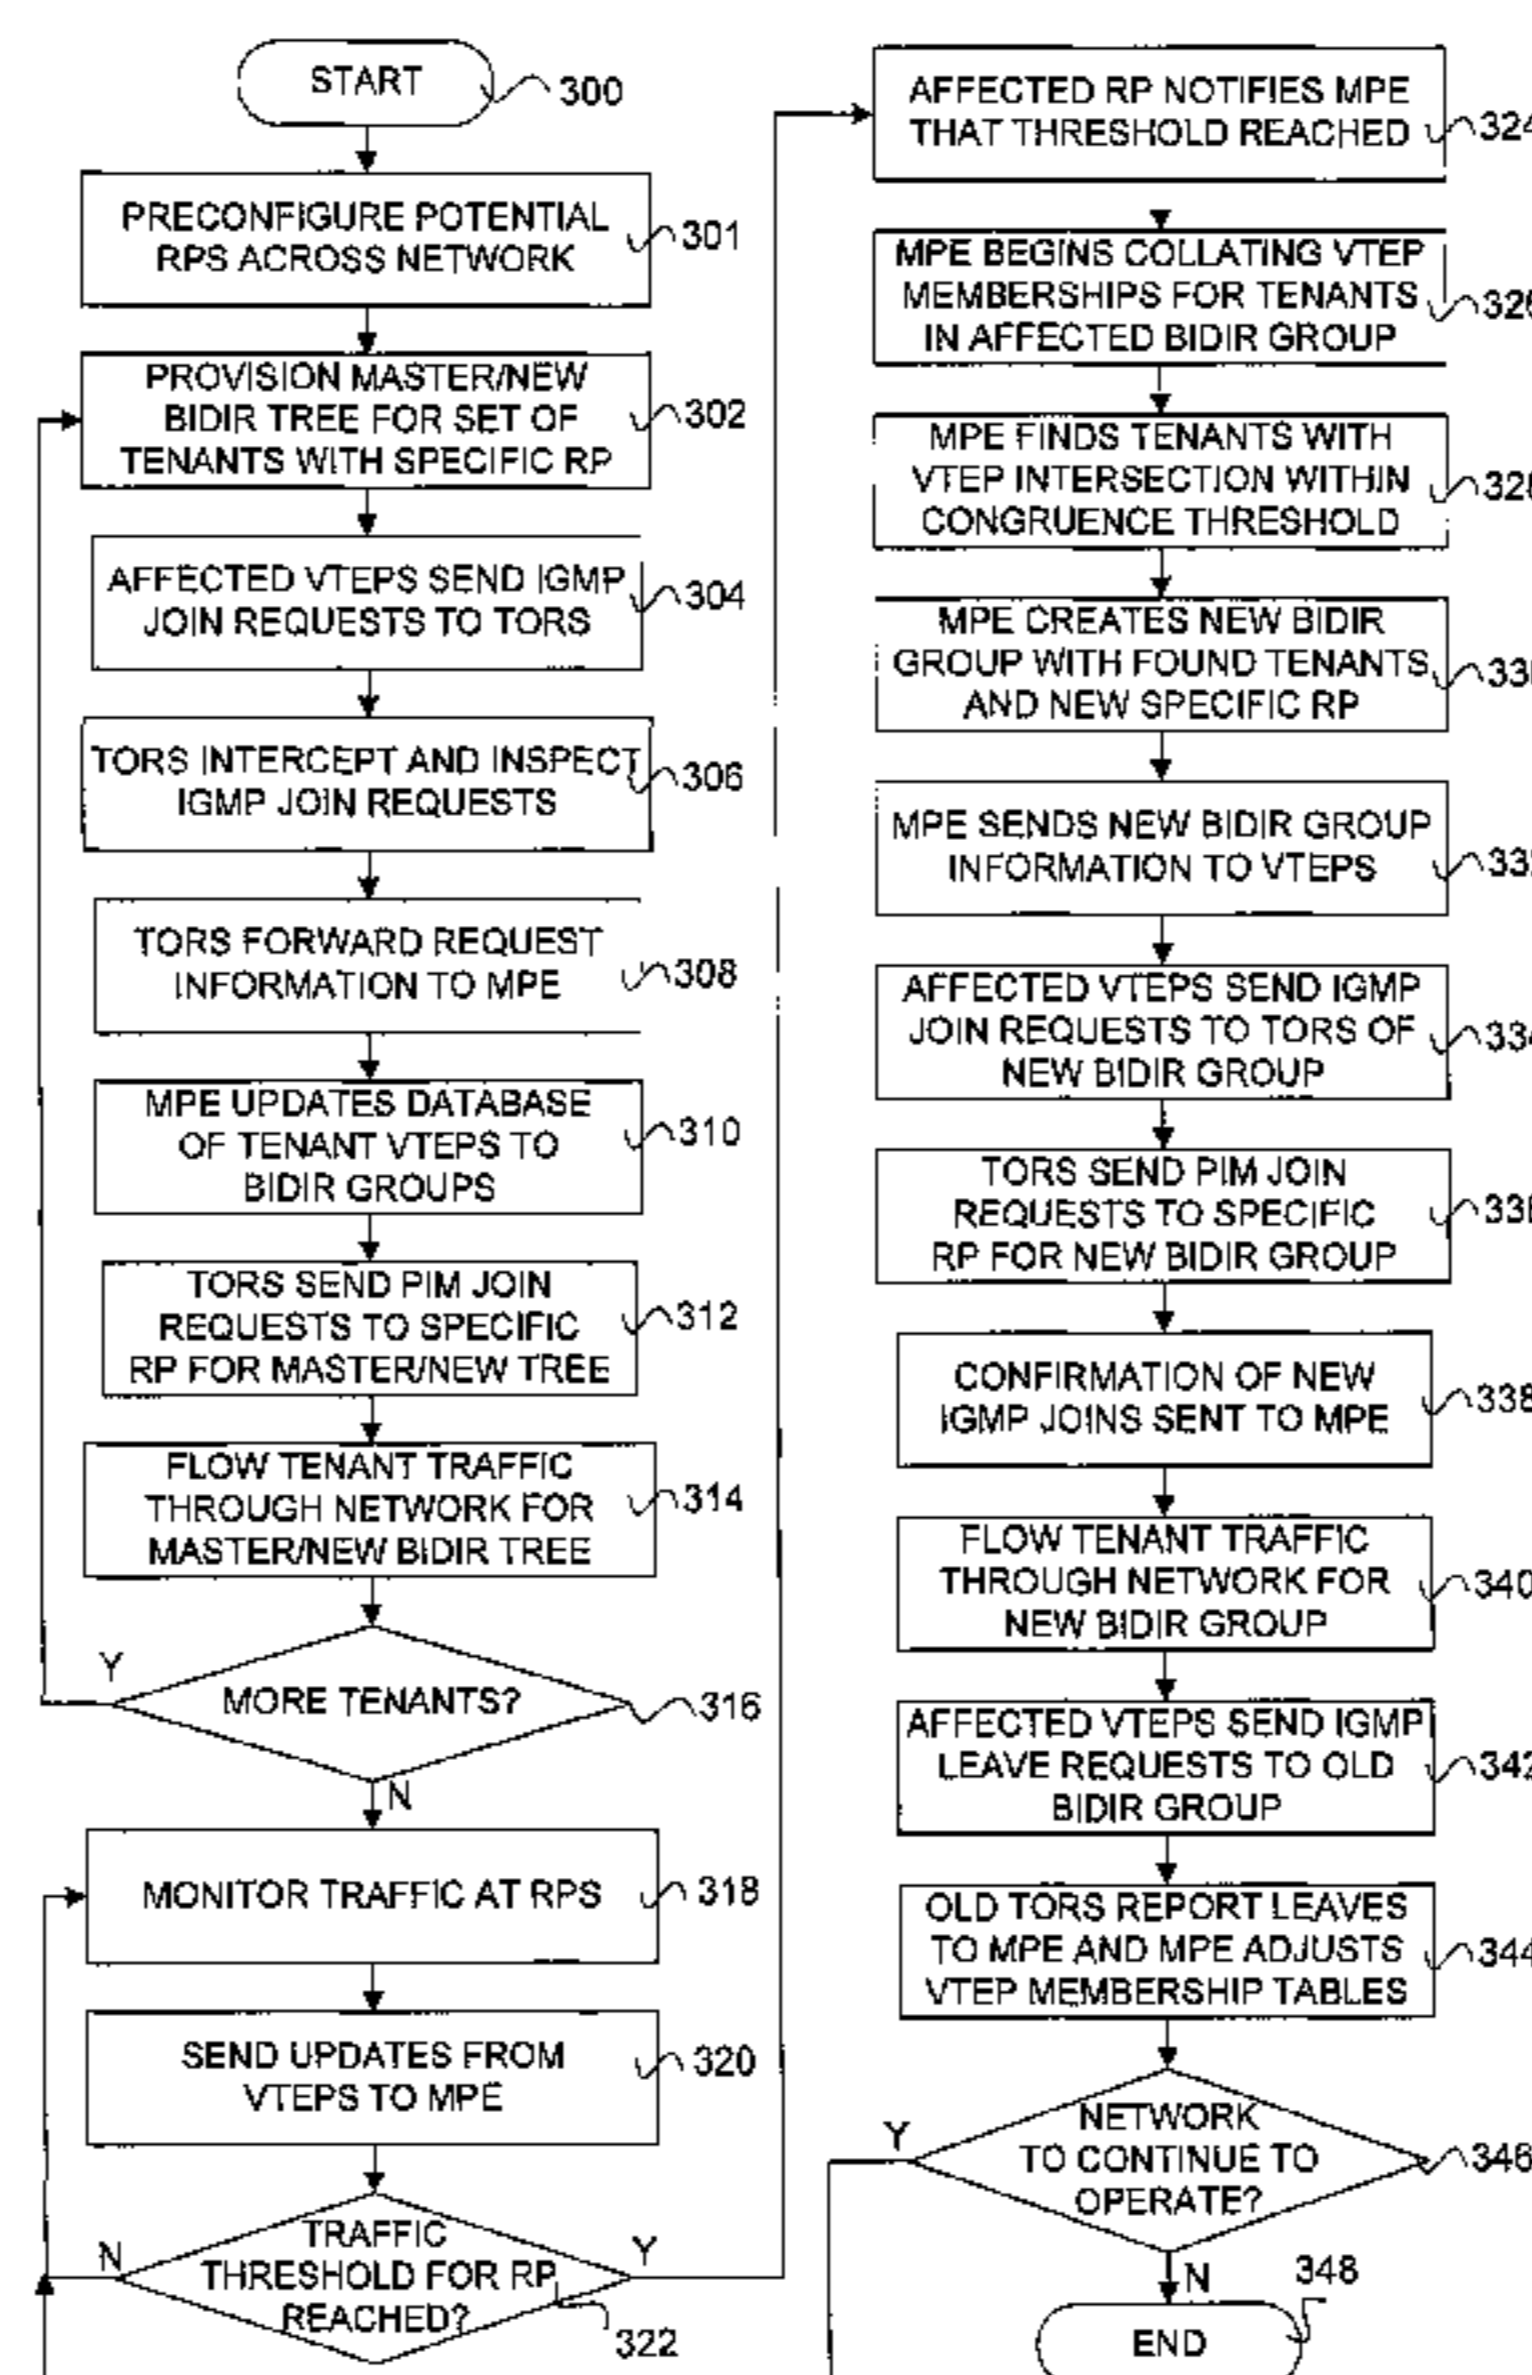 START
300
PRECONFIGURE POTENTIAL
RPS ACROSS NETWORK
301
PROVISION MASTER/NEW
BIDIR TREE FOR SET OF
TENANTS WITH SPECIFIC RP
302
AFFECTED VTEPS SEND IGMP
JOIN REQUESTS TO TORS
304
TORS INTERCEPT AND INSPECT
IGMP JOIN REQUESTS
306
TORS FORWARD REQUEST
INFORMATION TO MPE
308
MPE UPDATES DATABASE
OF TENANT VTEPS TO
BIDIR GROUPS
310
TORS SEND PIM JOIN
REQUESTS TO SPECIFIC
RP FOR MASTER/NEW TREE
312
FLOW TENANT TRAFFIC
THROUGH NETWORK FOR
MASTER/NEW BIDIR TREE
314
Y
MORE TENANTS?
316
N
MONITOR TRAFFIC AT RPS
318
SEND UPDATES FROM
VTEPS TO MPE
320
N
TRAFFIC
THRESHOLD FOR RP
REACHED?
Y
322
AFFECTED RP NOTIFIES MPE
THAT THRESHOLD REACHED
324
MPE BEGINS COLLATING VTEP
MEMBERSHIPS FOR TENANTS
IN AFFECTED BIDIR GROUP
326
MPE FINDS TENANTS WITH
VTEP INTERSECTION WITHIN
CONGRUENCE THRESHOLD
328
MPE CREATES NEW BIDIR
GROUP WITH FOUND TENANTS
AND NEW SPECIFIC RP
MPE SENDS NEW BIDIR GROUP
INFORMATION TO VTEPS
AFFECTED VTEPS SEND IGMP
JOIN REQUESTS TO TORS OF
NEW BIDIR GROUP
334
TORS SEND PIM JOIN
REQUESTS TO SPECIFIC
RP FOR NEW BIDIR GROUP
336
CONFIRMATION OF NEW
IGMP JOINS SENT TO MPE
338
FLOW TENANT TRAFFIC
THROUGH NETWORK FOR
NEW BIDIR GROUP
340
AFFECTED VTEPS SEND IGMP
LEAVE REQUESTS TO OLD
BIDIR GROUP
342
OLD TORS REPORT LEAVES
TO MPE AND MPE ADJUSTS
VTEP MEMBERSHIP TABLES
344
Y
NETWORK
TO CONTINUE TO
OPERATE?
346
N
348
END